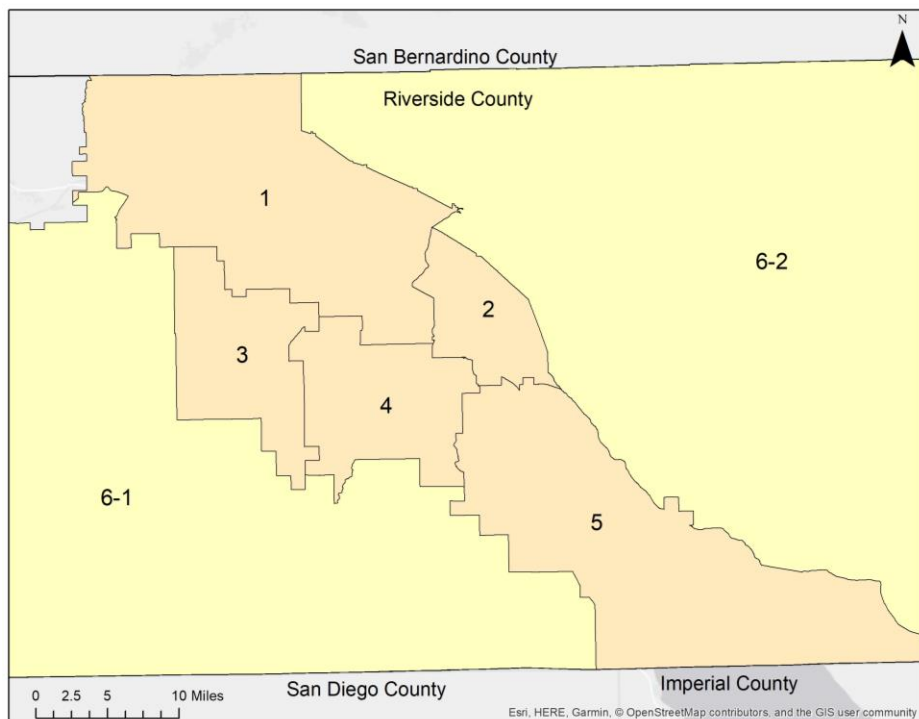 N
San Bernardino County
Riverside County
1
6-2
2
3
4
6-1
5
0 2.5 5 10 Miles
San Diego County
Imperial County
Esri, HERE, Garmin, © OpenStreetMap contributors, and the GIS user community